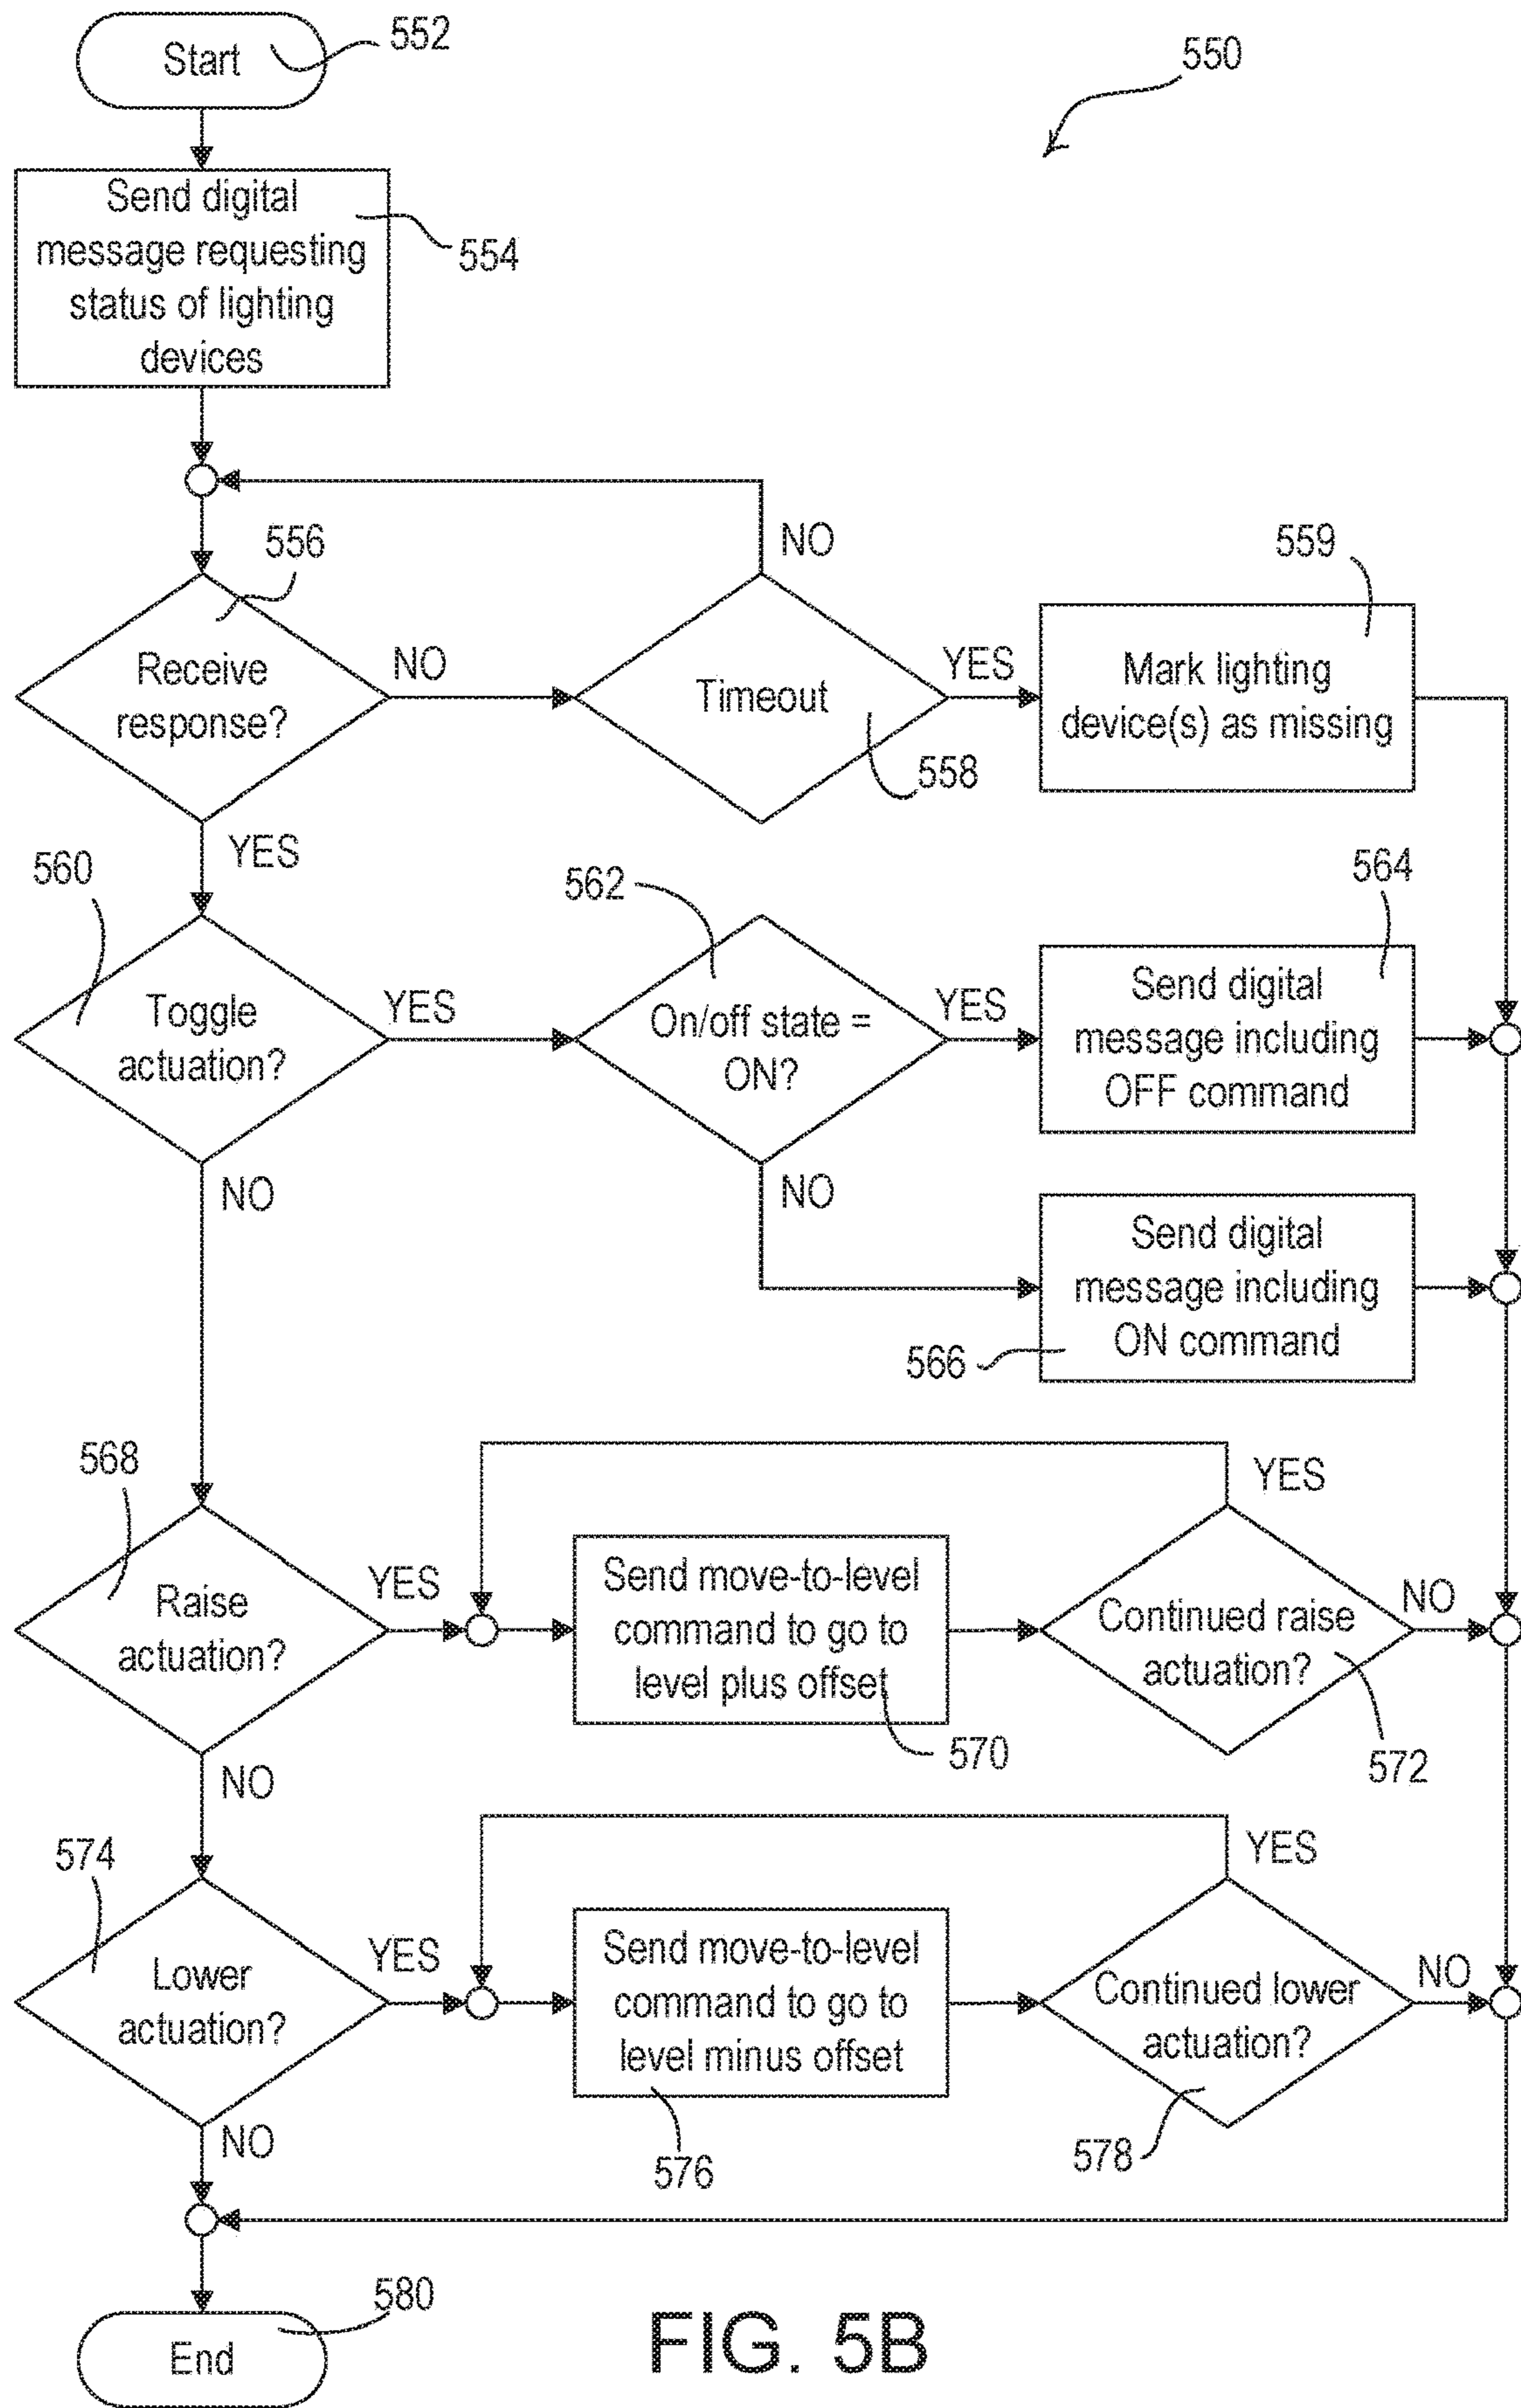 Start
552
550
Send digital
message requesting
status of lighting
devices
554
556
NO
559
Receive
response?
NO
Timeout
558
YES
Mark lighting
device(s) as missing
YES
560
562
564
Toggle
actuation?
YES
On/off state =
ON?
YES
Send digital
message including
OFF command
NO
NO
Send digital
message including
ON command
566
568
YES
Raise
actuation?
YES
Send move-to-level
command to go to
level plus offset
570
Continued raise
actuation?
NO
572
NO
574
YES
Lower
actuation?
YES
Send move-to-level
command to go to
level minus offset
576
Continued lower
actuation?
NO
578
NO
580
End
FIG. 5B